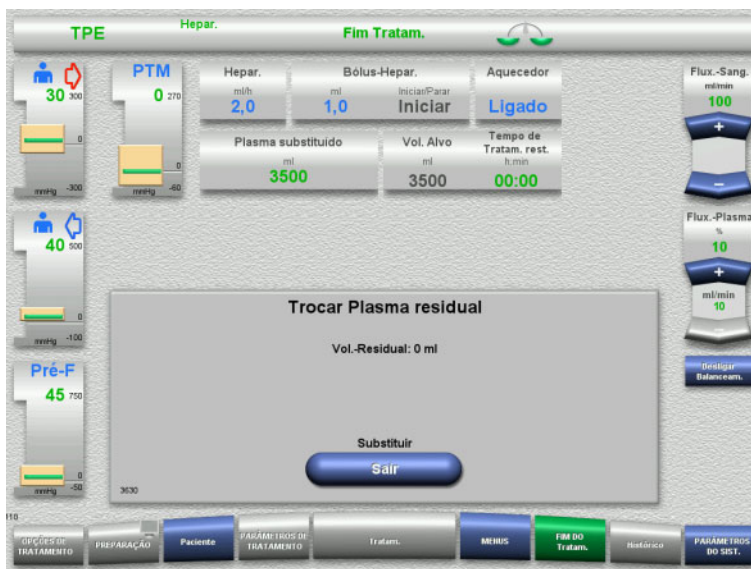 TPE
Hepar.
Fim Tratam.
30
300
0
-300
mmHg
PTM
0
270
0
-60
mmHg
Hepar.
ml/h
2,0
Bólus-Hepar.
ml
1,0
Iniciar/Parar
Iniciar
Aquecedor
Ligado
Plasma substituído
ml
3500
Vol. Alvo
ml
3500
Tempo de
Tratam. rest.
h:min
00:00
Flux.-Sang.
ml/min
100
+
–
40
500
0
-100
mmHg
Flux.-Plasma
%
10
+
ml/min
10
–
Desligar
Balanceam.
Pré-F
45
750
0
-50
mmHg
Trocar Plasma residual
Vol.-Residual: 0 ml
Substituir
Sair
3630
OPÇÕES DE
TRATAMENTO
PREPARAÇÃO
Paciente
PARÂMETROS DE
TRATAMENTO
Tratam.
MENUS
FIM DO
Tratam.
Histórico
PARÂMETROS
DO SIST.